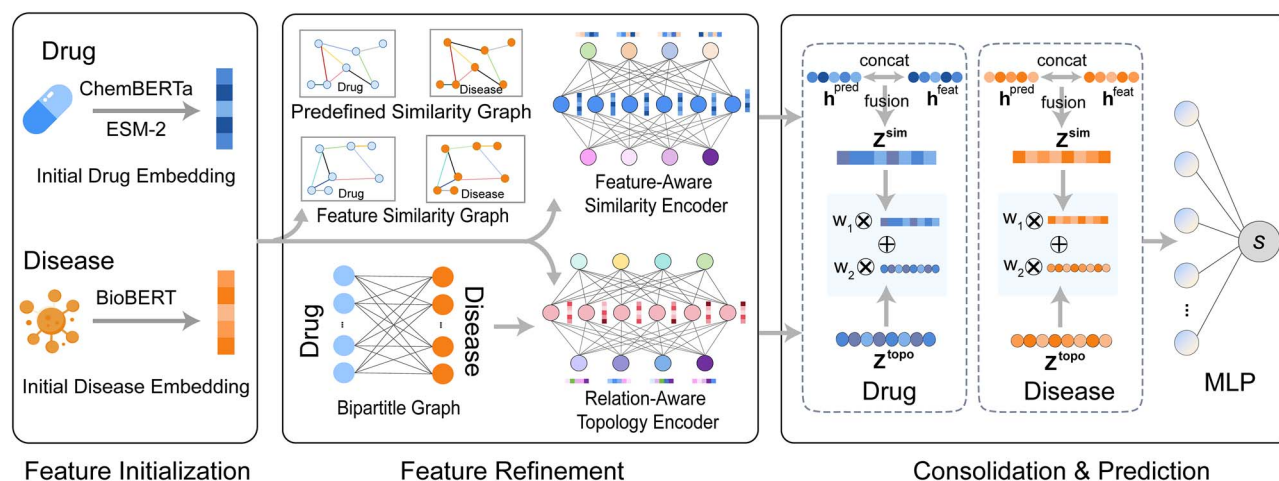 Drug
ChemBERTa
ESM-2
Initial Drug Embedding
Disease
BioBERT
Initial Disease Embedding
Feature Initialization
Drug
Disease
Predefined Similarity Graph
Drug
Disease
Feature Similarity Graph
Feature-Aware
Similarity Encoder
Drug
...
Disease
...
Bipartitle Graph
Relation-Aware
Topology Encoder
Feature Refinement
concat
h^pred
h^feat
fusion
Z^sim
w₁
w₂
Z^topo
Drug
concat
h^pred
h^feat
fusion
Z^sim
w₁
w₂
Z^topo
Disease
...
S
MLP
Consolidation & Prediction